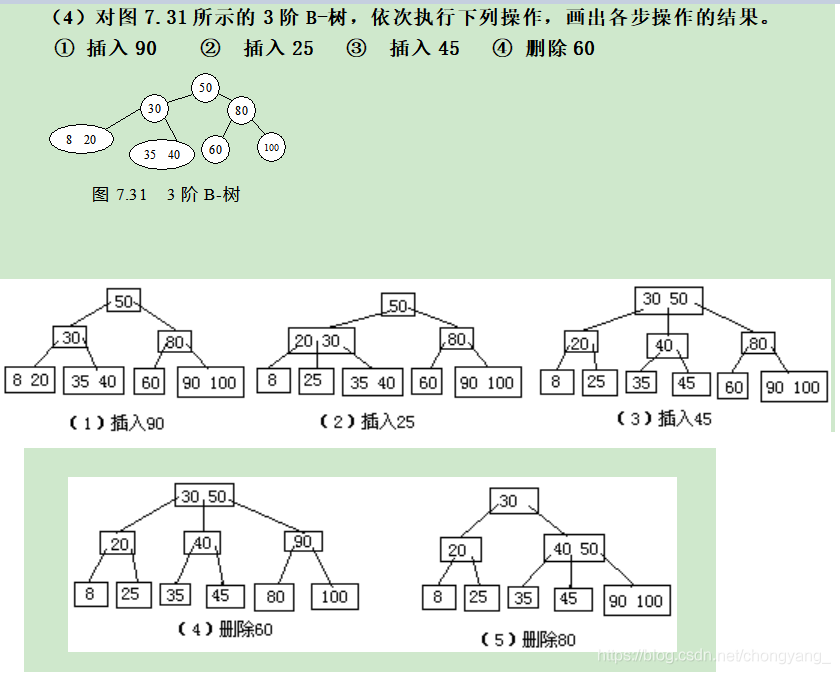 （4）对图 7.31 所示的 3 阶 B-树，依次执行下列操作，画出各步操作的结果。
① 插入 90 ② 插入 25 ③ 插入 45 ④ 删除 60
50
30 80
8 20 35 40 60 100
图 7.31 3 阶 B-树
50
30 80
8 20 35 40 60 90 100
（1）插入90
50
20 30 80
8 25 35 40 60 90 100
（2）插入25
30 50
20 40 80
8 25 35 45 60 90 100
（3）插入45
30 50
20 40 90
8 25 35 45 80 100
（4）删除60
30
20 40 50
8 25 35 45 90 100
（5）删除80
https://blog.csdn.net/chongyang_